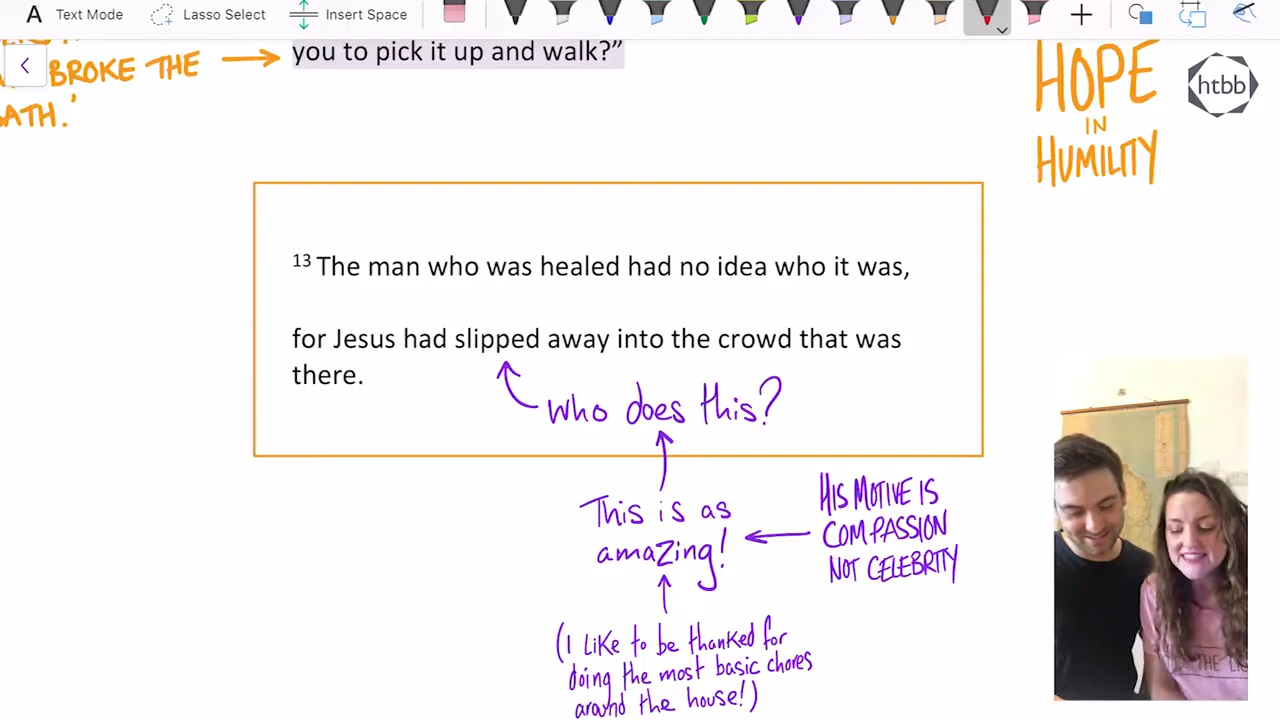 A Text Mode Lasso Select Insert Space
BROKE THE
ATH.'
you to pick it up and walk?”
HOPE
IN
HUMILITY
htbb
13 The man who was healed had no idea who it was,
for Jesus had slipped away into the crowd that was
there.
Who does this?
This is as
amazing!
HIS MOTIVE IS
COMPASSION
NOT CELEBRITY
(I like to be thanked for
doing the most basic chores
around the house!)
THE